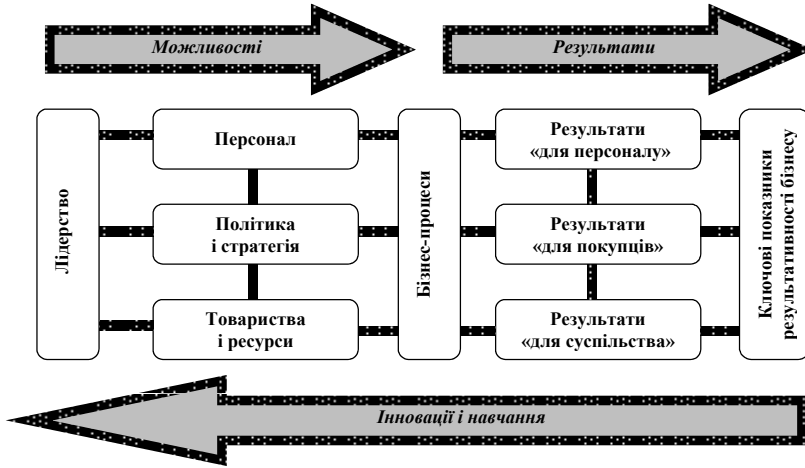 Можливості
Результати
Лідерство
Персонал
Політика
і стратегія
Товариства
і ресурси
Бізнес-процеси
Результати
«для персоналу»
Результати
«для покупців»
Результати
«для суспільства»
Ключові показники
результативності бізнесу
Інновації і навчання